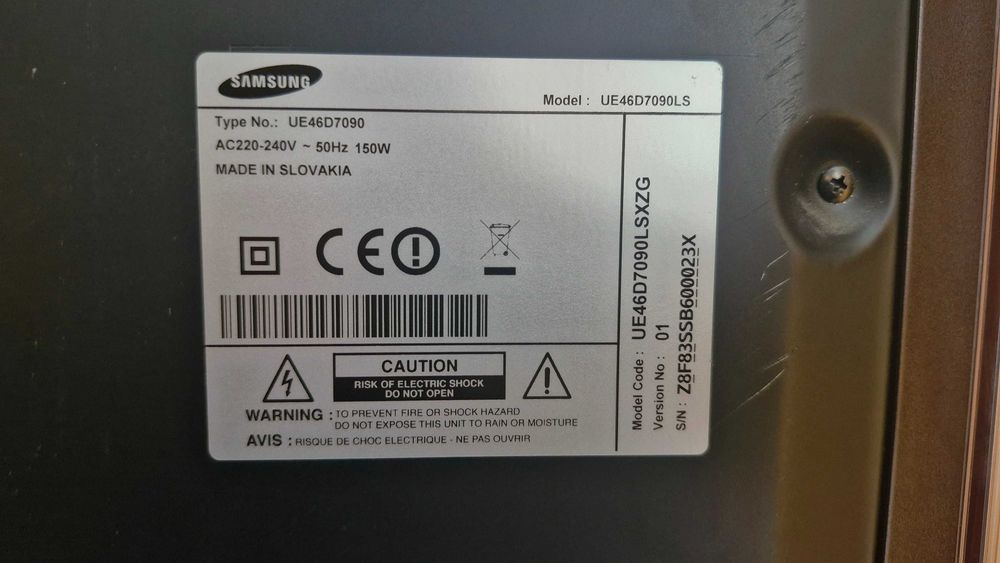 SAMSUNG
Model : UE46D7090LS
Type No.: UE46D7090
AC220-240V ~ 50Hz 150W
MADE IN SLOVAKIA
CE
CAUTION
RISK OF ELECTRIC SHOCK
DO NOT OPEN
WARNING : TO PREVENT FIRE OR SHOCK HAZARD
DO NOT EXPOSE THIS UNIT TO RAIN OR MOISTURE
AVIS : RISQUE DE CHOC ELECTRIQUE - NE PAS OUVRIR
Model Code : UE46D7090LSXZG
Version No : 01
S/N : Z8F83SSB600023X